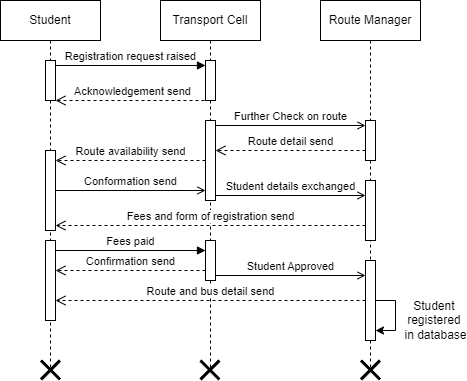 Student
Transport Cell
Route Manager
Registration request raised
Acknowledgement send
Further Check on route
Route detail send
Route availability send
Conformation send
Student details exchanged
Fees and form of registration send
Fees paid
Confirmation send
Student Approved
Route and bus detail send
Student
registered
in database